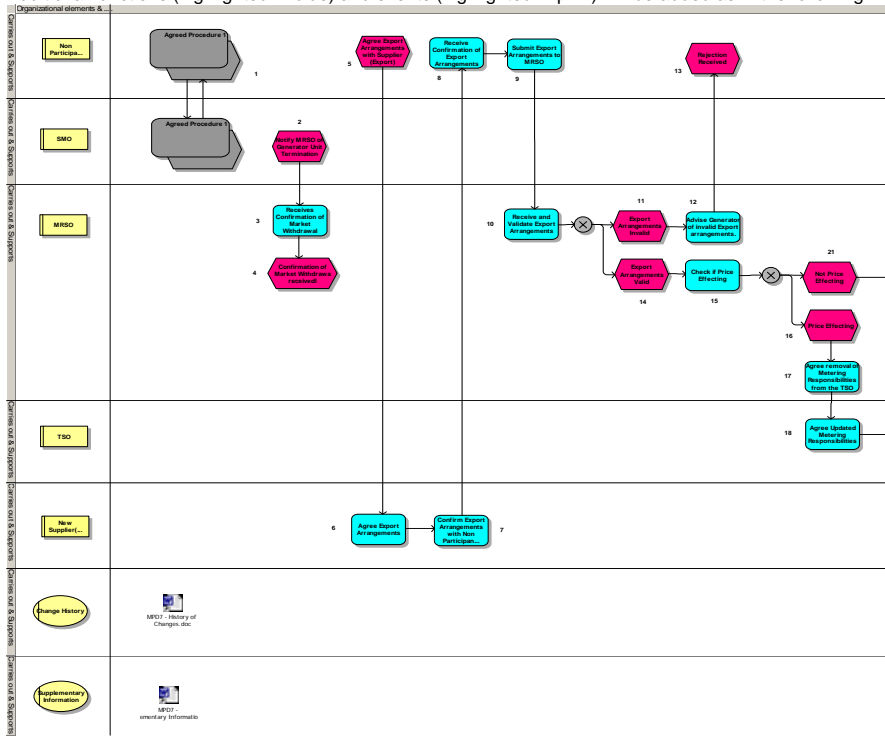 Organizational elements & ...
Carries out & Supports
Non
Participa...
Agreed Procedure 1
1
5
Agree Export
Arrangements
with Supplier
(Export)
Receive
Confirmation of
Export
Arrangements
8
Submit Export
Arrangements to
MRSO
9
Rejection
Received
13
Carries out & Supports
SMO
Agreed Procedure 1
2
Notify MRSO of
Generator Unit
Termination
Carries out & Supports
MRSO
3
Receives
Confirmation of
Market
Withdrawal
4
Confirmation of
Market Withdrawa
received
10
Receive and
Validate Export
Arrangements
11
Export
Arrangements
Invalid
12
Advise Generator
of invalid Export
arrangements.
Export
Arrangements
Valid
14
Check if Price
Effecting
15
21
Not Price
Effecting
16
Price Effecting
17
Agree removal of
Metering
Responsibilities
from the TSO
Carries out & Supports
TSO
18
Agree Updated
Metering
Responsibilities
Carries out & Supports
New
Supplier(...
6
Agree Export
Arrangements
Confirm Export
Arrangements
with Non
Participan...
7
Carries out & Supports
Change History
MPD7 - History of
Changes.doc
Carries out & Supports
Supplementary
Information
MPD7 -
ementary Informatio